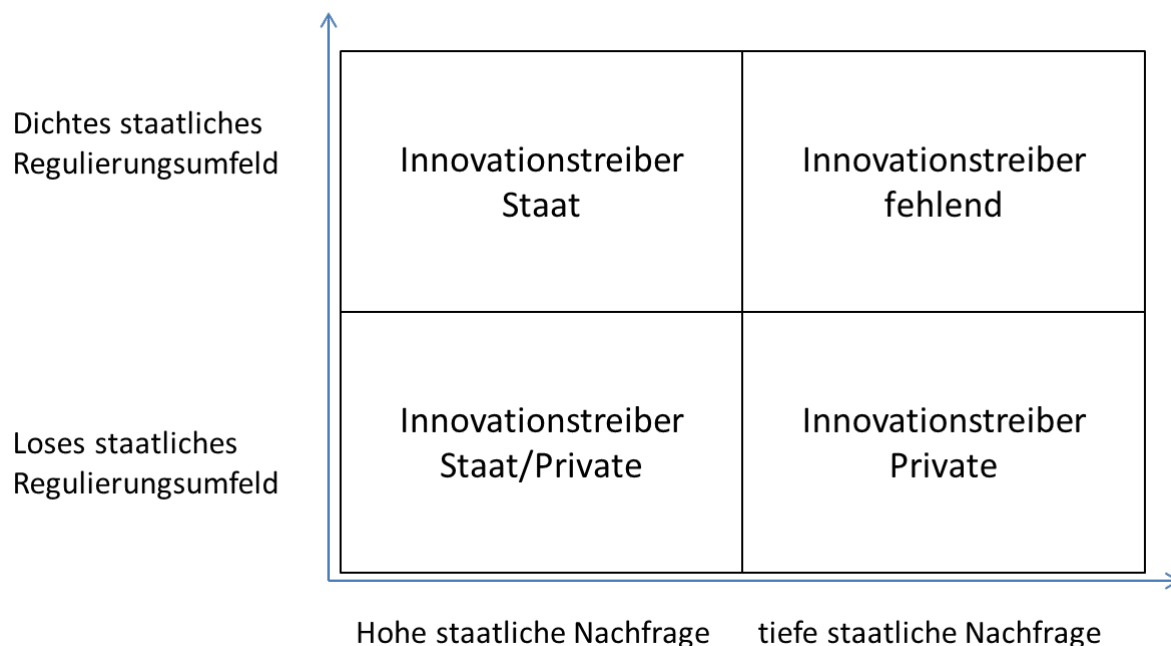 Dichtes staatliches
Regulierungsumfeld
Innovationstreiber
Staat
Innovationstreiber
fehlend
Loses staatliches
Regulierungsumfeld
Innovationstreiber
Staat/Private
Innovationstreiber
Private
Hohe staatliche Nachfrage
tiefe staatliche Nachfrage